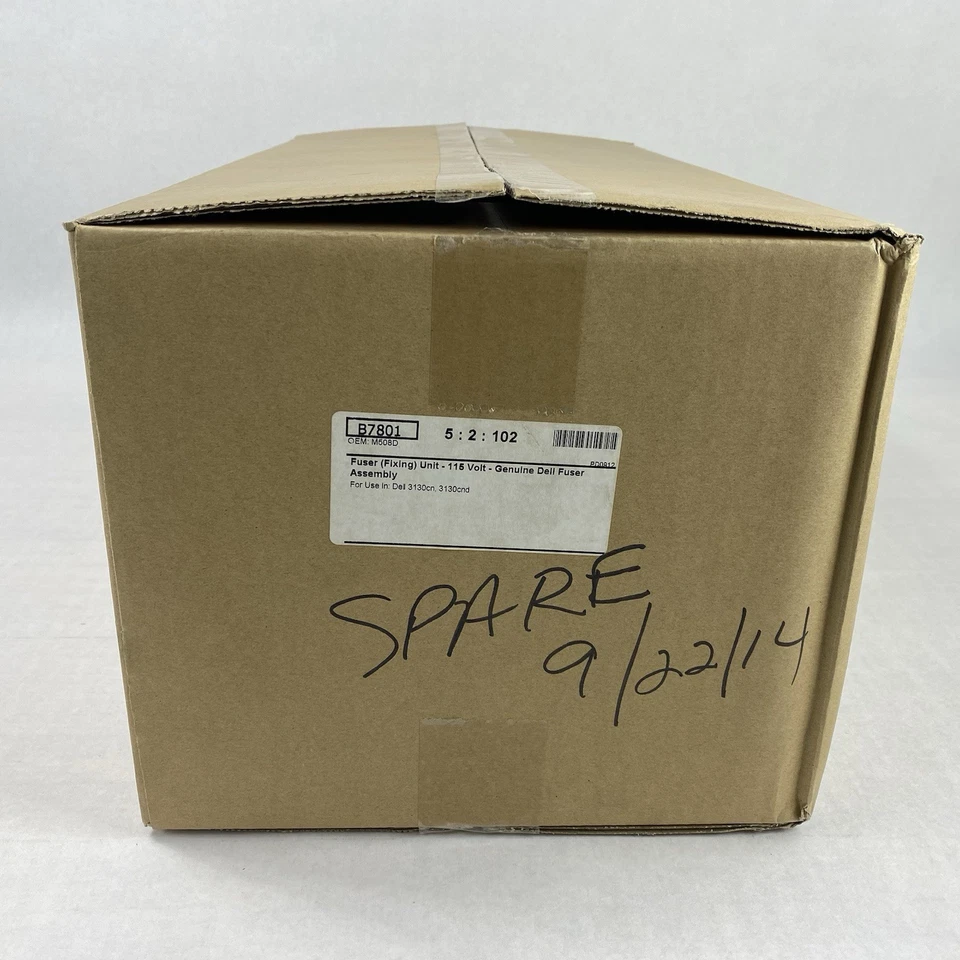 B7801
5 : 2 : 102
OEM: M508D
PD0912
Fuser (Fixing) Unit - 115 Volt - Genuine Dell Fuser
Assembly
For Use In: Dell 3130cn, 3130cnd
SPARE
9/22/14